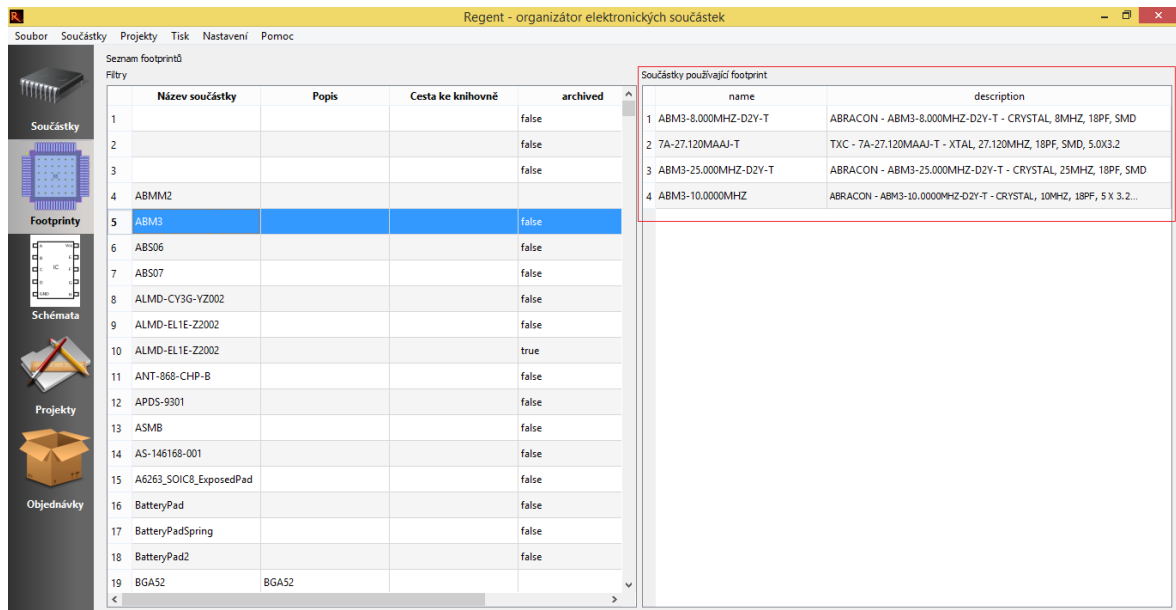 Regent - organizátor elektronických součástek
Soubor Součástky Projekty Tisk Nastavení Pomoc
Součástky
Footprinty
Schémata
Projekty
Objednávky
Seznam footprintů
Filtry
Název součástky Popis Cesta ke knihovně archived
1 false
2 false
3 false
4 ABMM2 false
5 ABM3 false
6 ABS06 false
7 ABS07 false
8 ALMD-CY3G-YZ002 false
9 ALMD-EL1E-Z2002 false
10 ALMD-EL1E-Z2002 true
11 ANT-868-CHP-B false
12 APDS-9301 false
13 ASMB false
14 AS-146168-001 false
15 A6263_SOIC8_ExposedPad false
16 BatteryPad false
17 BatteryPadSpring false
18 BatteryPad2 false
19 BGA52 BGA52
Součástky používající footprint
name description
1 ABM3-8.000MHZ-D2Y-T ABRACON - ABM3-8.000MHZ-D2Y-T - CRYSTAL, 8MHZ, 18PF, SMD
2 7A-27.120MAAJ-T TXC - 7A-27.120MAAJ-T - XTAL, 27.120MHZ, 18PF, SMD, 5.0X3.2
3 ABM3-25.000MHZ-D2Y-T ABRACON - ABM3-25.000MHZ-D2Y-T - CRYSTAL, 25MHZ, 18PF, SMD
4 ABM3-10.0000MHZ ABRACON - ABM3-10.0000MHZ-D2Y-T - CRYSTAL, 10MHZ, 18PF, 5 X 3.2...